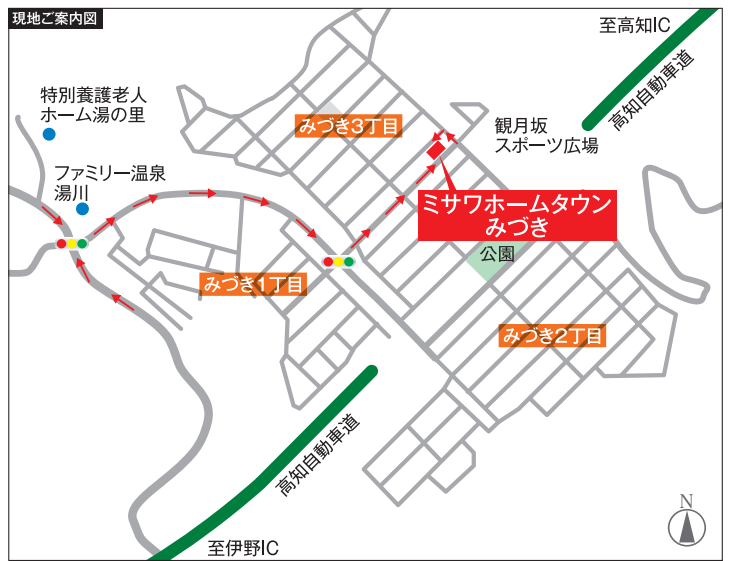 現地ご案内図
至高知IC
高知自動車道
特別養護老人
ホーム湯の里
みづき3丁目
観月坂
スポーツ広場
ファミリー温泉
湯川
ミサワホームタウン
みづき
公園
みづき1丁目
みづき2丁目
高知自動車道
至伊野IC
N